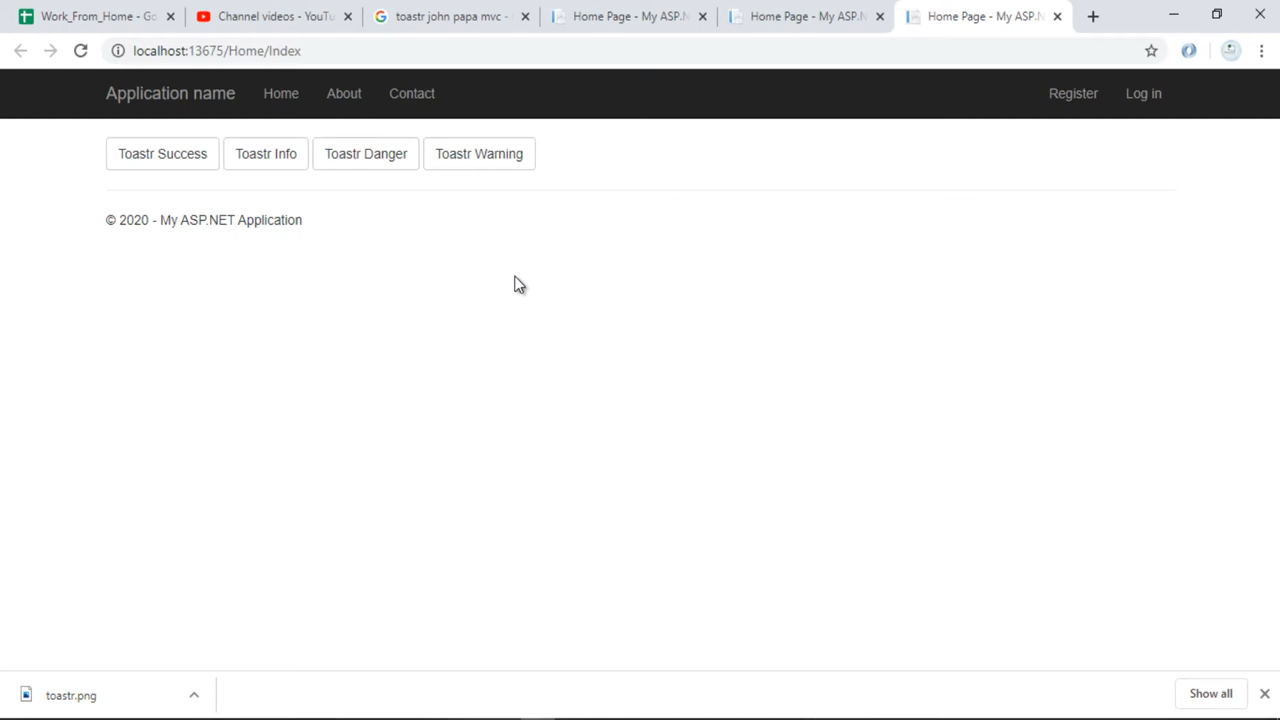 Work_From_Home - Go
Channel videos - YouTu
toastr john papa mvc -
Home Page - My ASP.N
Home Page - My ASP.N
Home Page - My ASP.N
localhost:13675/Home/Index
Application name Home About Contact Register Log in
Toastr Success Toastr Info Toastr Danger Toastr Warning
© 2020 - My ASP.NET Application
toastr.png
Show all